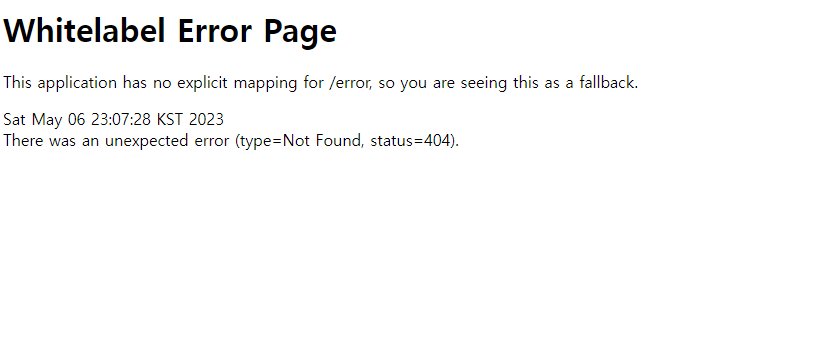 Whitelabel Error Page
This application has no explicit mapping for /error, so you are seeing this as a fallback.
Sat May 06 23:07:28 KST 2023
There was an unexpected error (type=Not Found, status=404).